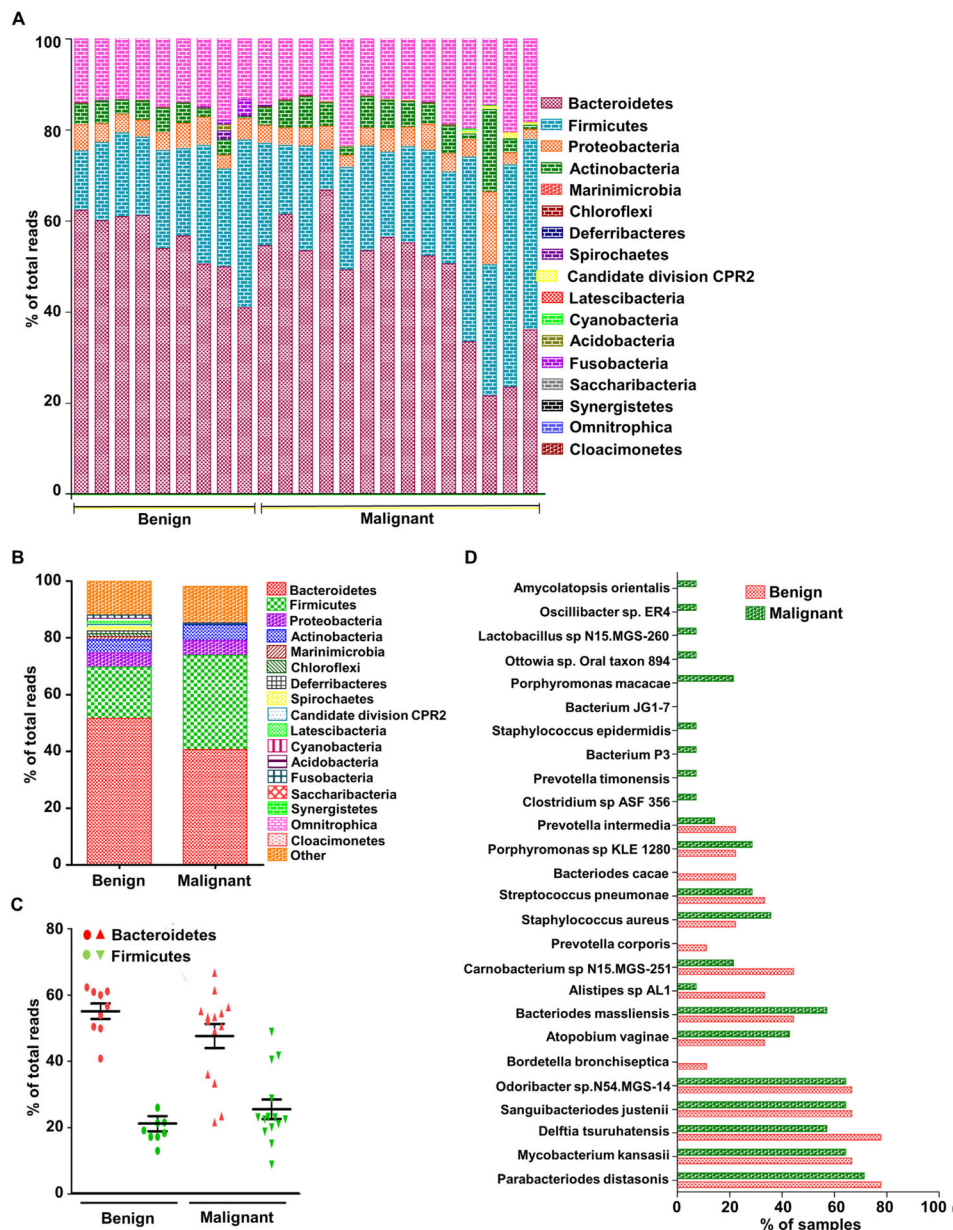 A
100
80
60
40
20
0
% of total reads
Benign
Malignant
Bacteroidetes
Firmicutes
Proteobacteria
Actinobacteria
Marinimicrobia
Chloroflexi
Deferribacteres
Spirochaetes
Candidate division CPR2
Latescibacteria
Cyanobacteria
Acidobacteria
Fusobacteria
Saccharibacteria
Synergistetes
Omnitrophica
Cloacimonetes
B
100
80
60
40
20
0
% of total reads
Benign
Malignant
Bacteroidetes
Firmicutes
Proteobacteria
Actinobacteria
Marinimicrobia
Chloroflexi
Deferribacteres
Spirochaetes
Candidate division CPR2
Latescibacteria
Cyanobacteria
Acidobacteria
Fusobacteria
Saccharibacteria
Synergistetes
Omnitrophica
Cloacimonetes
Other
C
80
60
40
20
0
% of total reads
Bacteroidetes
Firmicutes
Benign
Malignant
D
Benign
Malignant
Amycolatopsis orientalis
Oscillibacter sp. ER4
Lactobacillus sp N15.MGS-260
Ottowia sp. Oral taxon 894
Porphyromonas macacae
Bacterium JG1-7
Staphylococcus epidermidis
Bacterium P3
Prevotella timonensis
Clostridium sp ASF 356
Prevotella intermedia
Porphyromonas sp KLE 1280
Bacteriodes cacae
Streptococcus pneumonae
Staphylococcus aureus
Prevotella corporis
Carnobacterium sp N15.MGS-251
Alistipes sp AL1
Bacteriodes massliensis
Atopobium vaginae
Bordetella bronchiseptica
Odoribacter sp.N54.MGS-14
Sanguibacteriodes justenii
Delftia tsuruhatensis
Mycobacterium kansasii
Parabacteriodes distasonis
0 20 40 60 80 100
% of samples